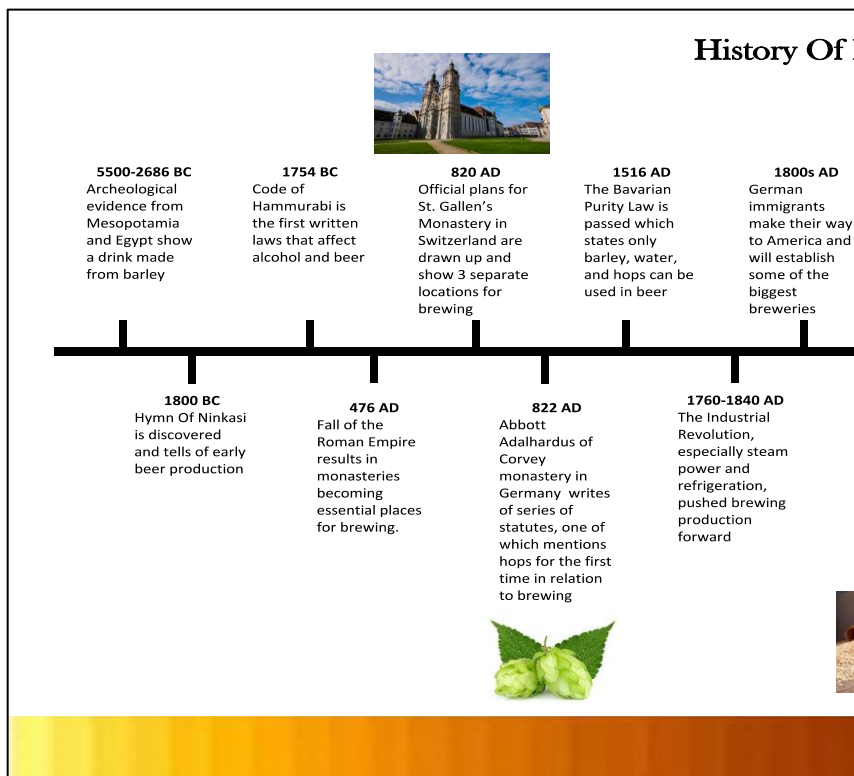 History Of
5500-2686 BC
Archeological
evidence from
Mesopotamia
and Egypt show
a drink made
from barley
1754 BC
Code of
Hammurabi is
the first written
laws that affect
alcohol and beer
820 AD
Official plans for
St. Gallen's
Monastery in
Switzerland are
drawn up and
show 3 separate
locations for
brewing
1516 AD
The Bavarian
Purity Law is
passed which
states only
barley, water,
and hops can be
used in beer
1800s AD
German
immigrants
make their way
to America and
will establish
some of the
biggest
breweries
1800 BC
Hymn Of Ninkasi
is discovered
and tells of early
beer production
476 AD
Fall of the
Roman Empire
results in
monasteries
becoming
essential places
for brewing.
822 AD
Abbott
Adalhardus of
Corvey
monastery in
Germany  writes
of series of
statutes, one of
which mentions
hops for the first
time in relation
to brewing
1760-1840 AD
The Industrial
Revolution,
especially steam
power and
refrigeration,
pushed brewing
production
forward